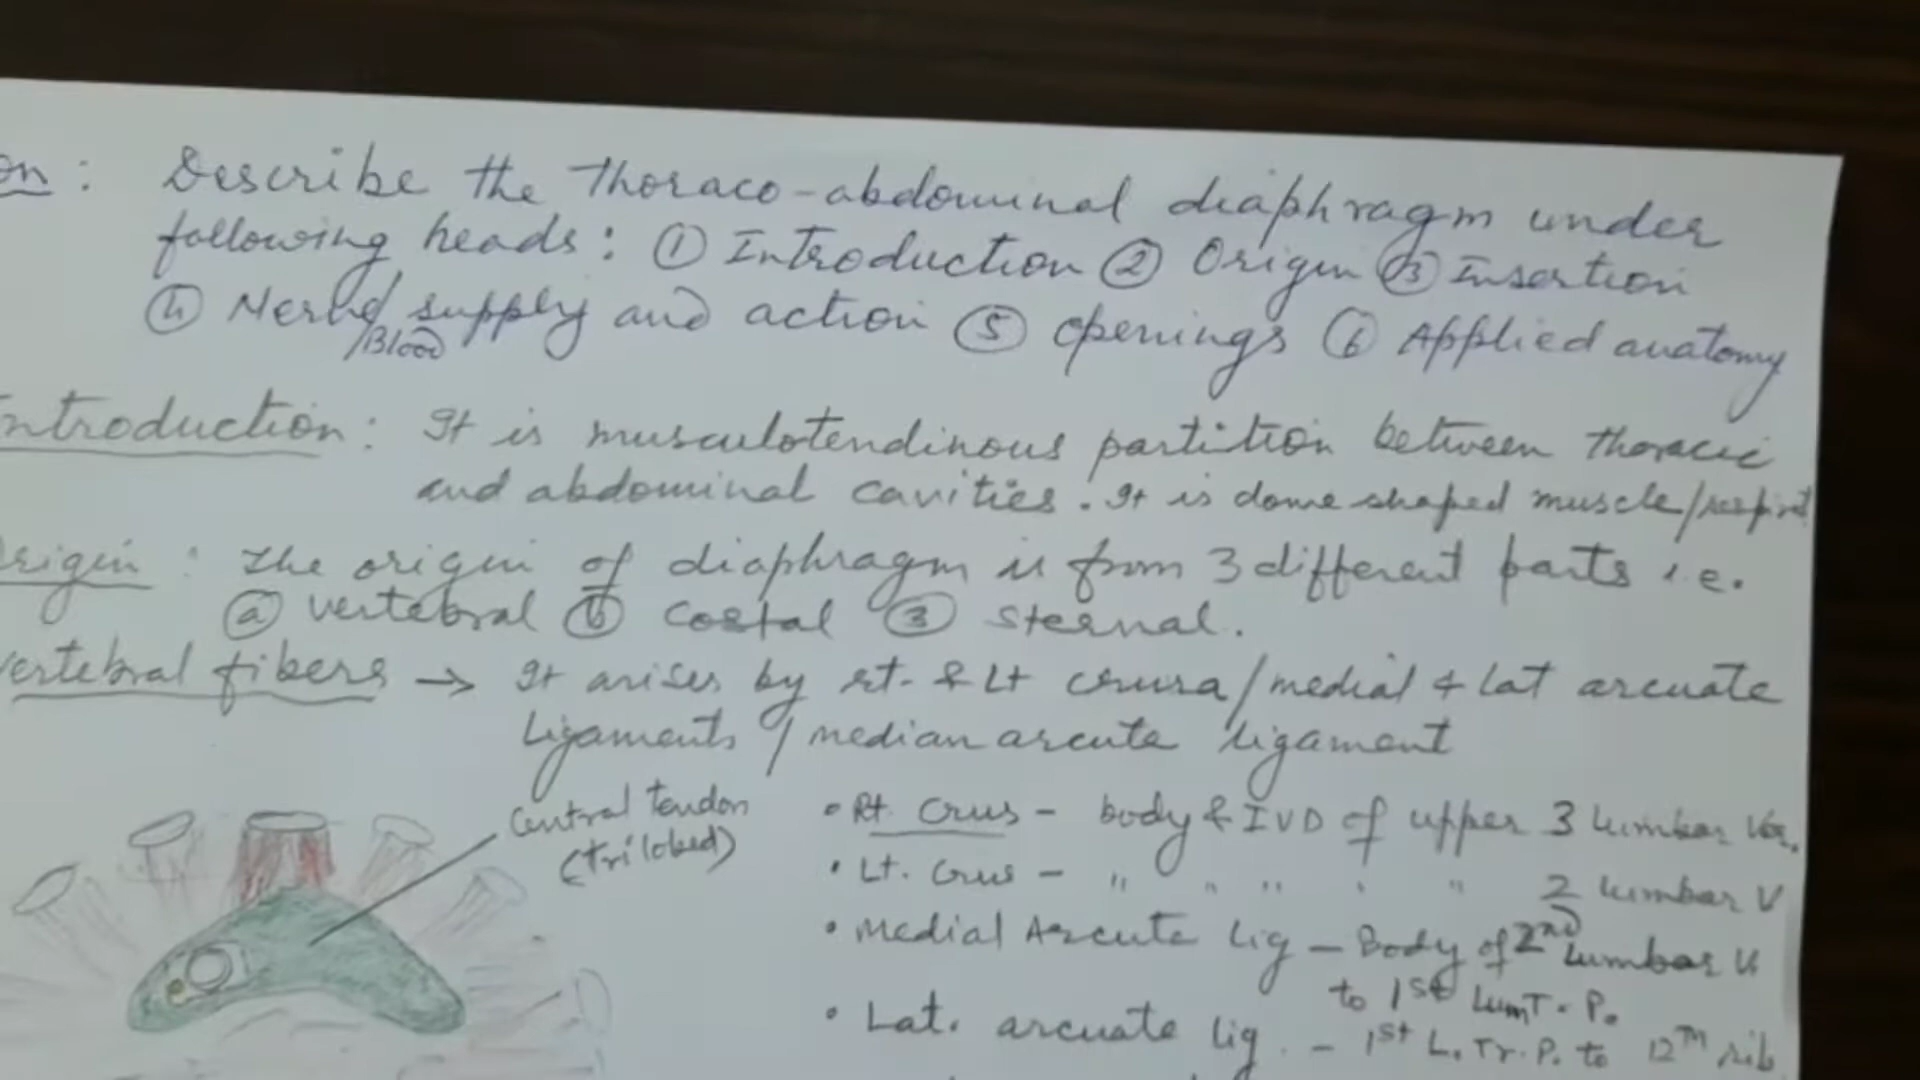 on: Describe the Thoraco-abdominal diaphragm under
following heads: ① Introduction ② Origin ③ Insertion
④ Nerve/Blood supply and action ⑤ openings ⑥ Applied anatomy
Introduction: It is musculotendinous partition between thoracic
and abdominal cavities. It is dome shaped muscle/respirat
rigin: The origin of diaphragm is from 3 different parts i.e.
ⓐ vertebral ⓑ Costal ③ Sternal.
vertebral fibers → It arises by rt. & Lt crura/medial & Lat arcuate
ligaments / median arcute ligament
Central tendon
(trilobed)
• Rt. Crus - body & IVD of upper 3 lumbar Ver.
• Lt. Crus - " " " " " 2 lumbar V
• Medial Arcute Lig - Body of 2nd Lumbar V.
to 1st Lum T. P.
• Lat. arcuate lig. - 1st L. Tr. P. to 12th rib